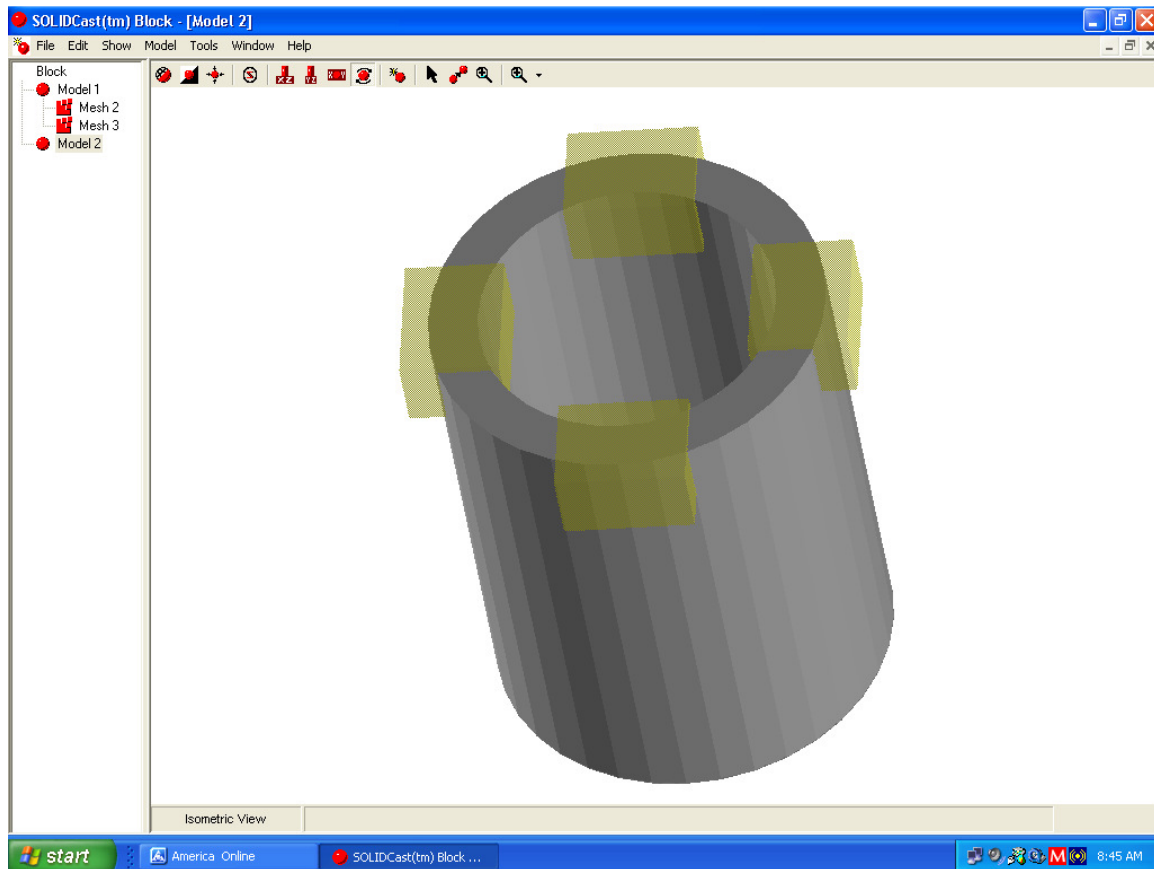 SOLIDCast(tm) Block - [Model 2]
File Edit Show Model Tools Window Help
Block
Model 1
Mesh 2
Mesh 3
Model 2
Isometric View
start America Online SOLIDCast(tm) Block ... M 8:45 AM